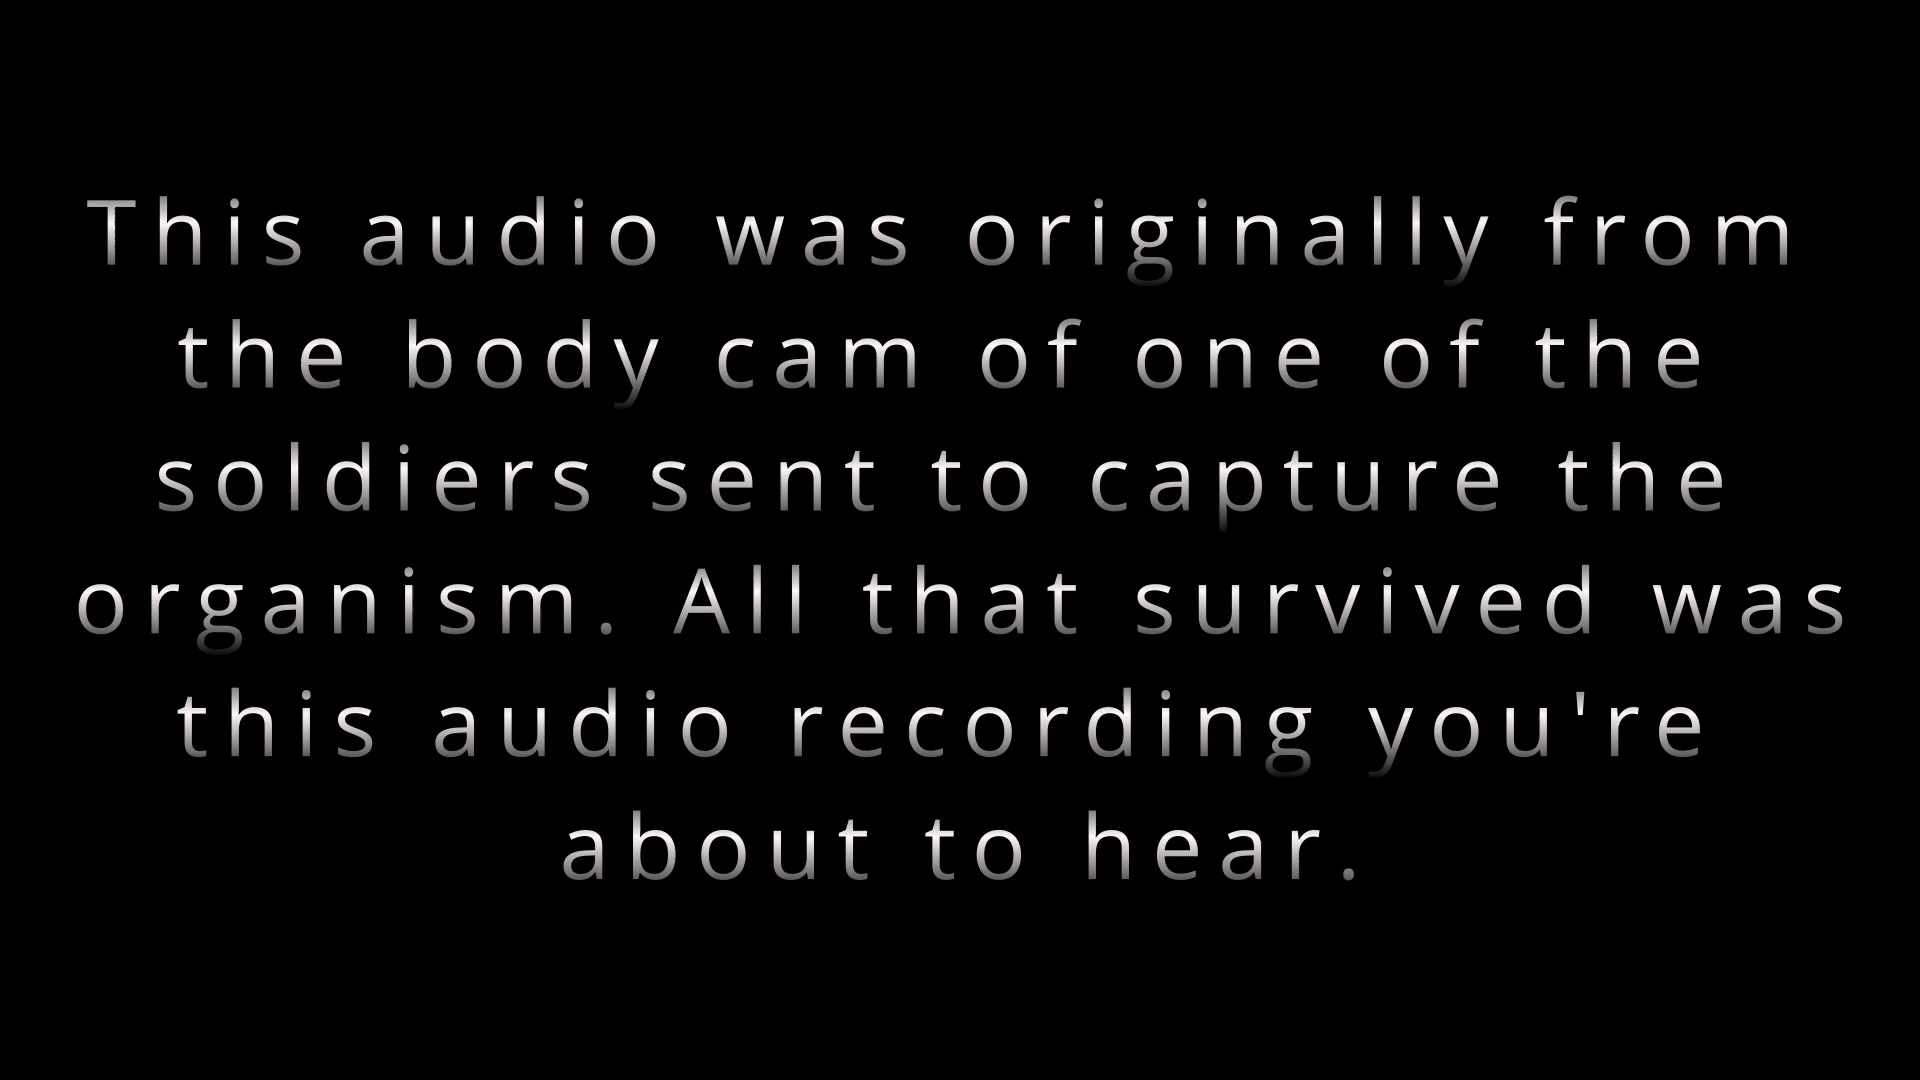 This audio was originally from
the body cam of one of the
soldiers sent to capture the
organism. All that survived was
this audio recording you're
about to hear.